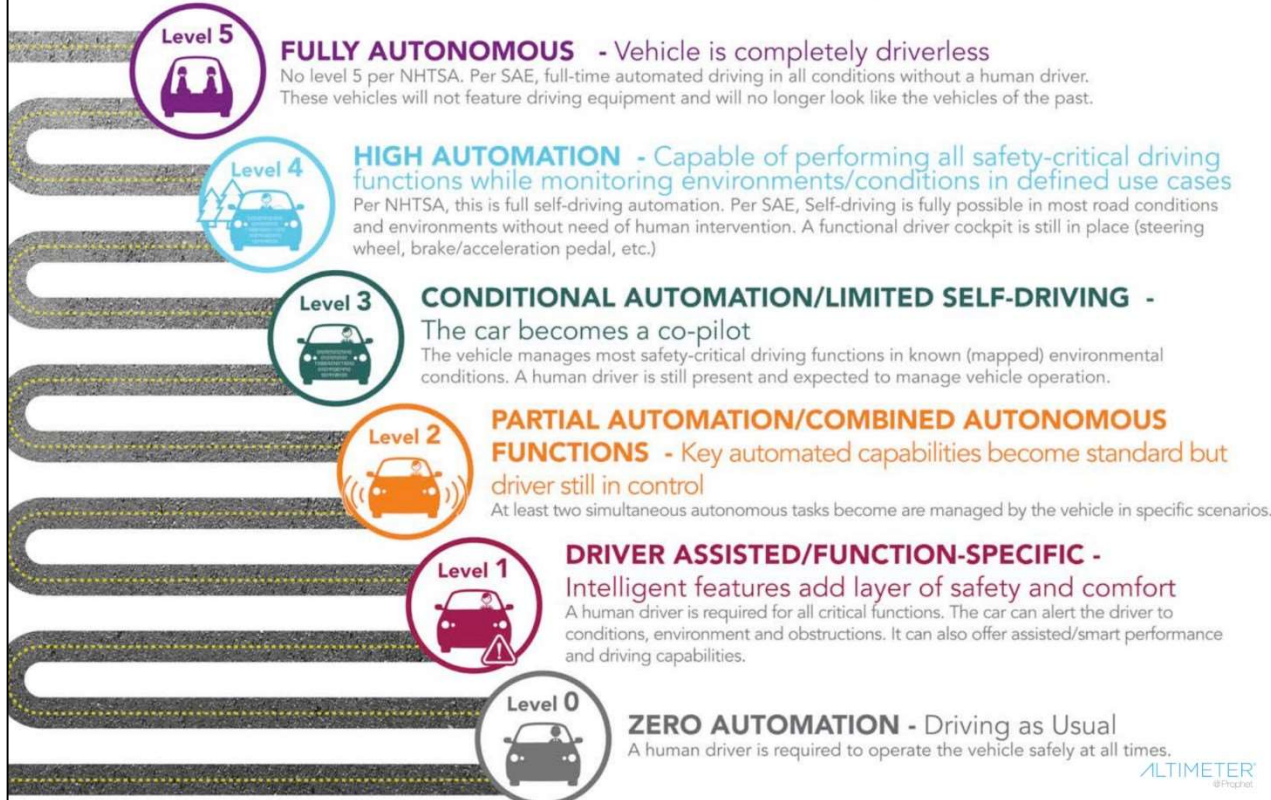 Level 5
FULLY AUTONOMOUS - Vehicle is completely driverless
No level 5 per NHTSA. Per SAE, full-time automated driving in all conditions without a human driver.
These vehicles will not feature driving equipment and will no longer look like the vehicles of the past.
Level 4
HIGH AUTOMATION - Capable of performing all safety-critical driving
functions while monitoring environments/conditions in defined use cases
Per NHTSA, this is full self-driving automation. Per SAE, Self-driving is fully possible in most road conditions
and environments without need of human intervention. A functional driver cockpit is still in place (steering
wheel, brake/acceleration pedal, etc.)
Level 3
CONDITIONAL AUTOMATION/LIMITED SELF-DRIVING -
The car becomes a co-pilot
The vehicle manages most safety-critical driving functions in known (mapped) environmental
conditions. A human driver is still present and expected to manage vehicle operation.
Level 2
PARTIAL AUTOMATION/COMBINED AUTONOMOUS
FUNCTIONS - Key automated capabilities become standard but
driver still in control
At least two simultaneous autonomous tasks become are managed by the vehicle in specific scenarios.
Level 1
DRIVER ASSISTED/FUNCTION-SPECIFIC -
Intelligent features add layer of safety and comfort
A human driver is required for all critical functions. The car can alert the driver to
conditions, environment and obstructions. It can also offer assisted/smart performance
and driving capabilities.
Level 0
ZERO AUTOMATION - Driving as Usual
A human driver is required to operate the vehicle safely at all times.
ALTIMETER
@Prophet